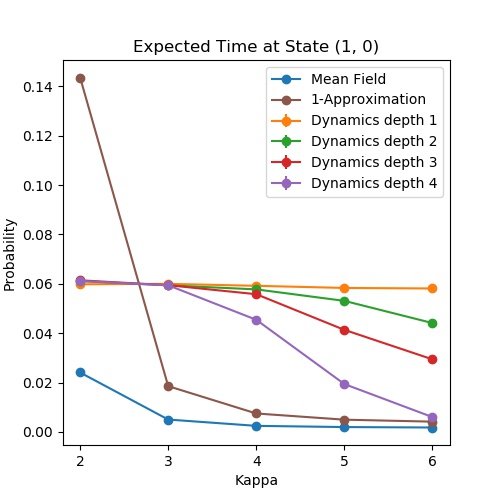 Expected Time at State (1, 0)
Mean Field
1-Approximation
Dynamics depth 1
Dynamics depth 2
Dynamics depth 3
Dynamics depth 4
Probability
0.14
0.12
0.10
0.08
0.06
0.04
0.02
0.00
2 3 4 5 6
Kappa